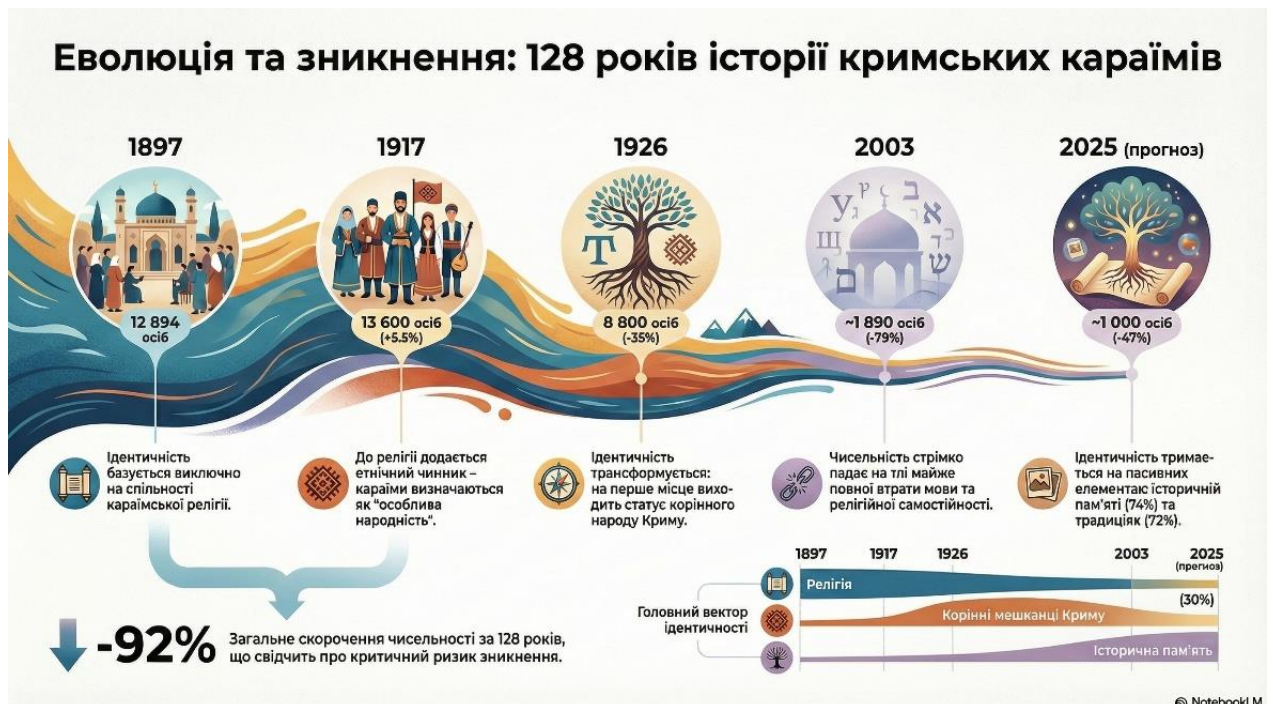 Еволюція та зникнення: 128 років історії кримських караїмів
1897
1917
1926
2003
2025 (прогноз)
12 894
осіб
13 600 осіб
(+5.5%)
8 800 осіб
(-35%)
~1 890 осіб
(-79%)
~1 000 осіб
(-47%)
Т
У
Щ
ב
א
ש
ם
Ідентичність
базується виключно
на спільності
караїмської релігії.
До релігії додається
етнічний чинник –
караїми визначаються
як "особлива
народність".
Ідентичність
трансформується:
на перше місце вихо-
дить статус корінного
народу Криму.
Чисельність стрімко
падає на тлі майже
повної втрати мови та
релігійної самостійності.
Ідентичність тримає-
ться на пасивних
елементаκ історичній
пам'яті (74%) та
традиціяк (72%).
-92%
Загальне скорочення чисельності за 128 років,
що свідчить про критичний ризик зникнення.
1897
1917
1926
2003
2025
(прегноз)
Головний вектор
ідентичності
Релігія
(30%)
Корінні мешканці Криму
Історична пам'ять
NotebookLM